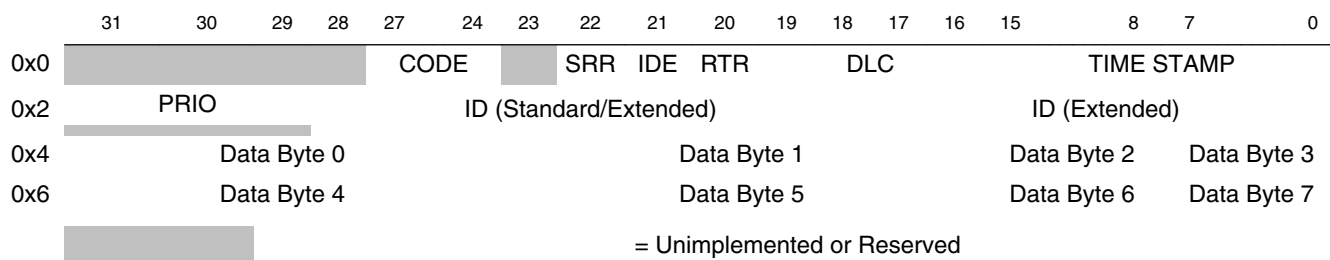 31 30 29 28 27 24 23 22 21 20 19 18 17 16 15 8 7 0
0x0 CODE SRR IDE RTR DLC TIME STAMP
0x2 PRIO ID (Standard/Extended) ID (Extended)
0x4 Data Byte 0 Data Byte 1 Data Byte 2 Data Byte 3
0x6 Data Byte 4 Data Byte 5 Data Byte 6 Data Byte 7
= Unimplemented or Reserved